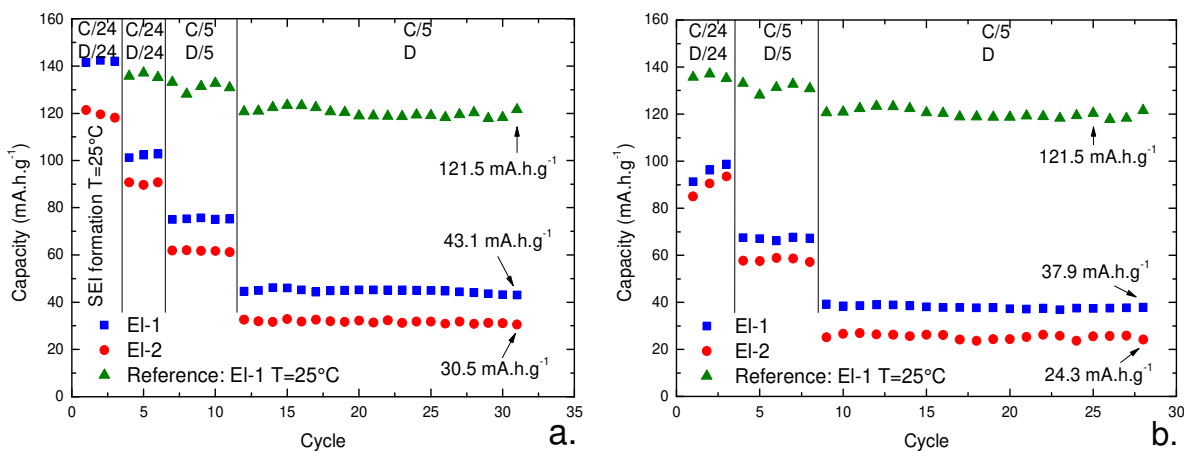 160
140
120
100
80
60
40
20
0
Capacity (mA.h.g⁻¹)
C/24 C/24 C/5 C/5
D/24 D/24 D/5 D
SEI formation T=25°C
121.5 mA.h.g⁻¹
43.1 mA.h.g⁻¹
30.5 mA.h.g⁻¹
El-1
El-2
Reference: El-1 T=25°C
0 5 10 15 20 25 30 35
Cycle
a.
160
140
120
100
80
60
40
20
0
Capacity (mA.h.g⁻¹)
C/24 C/5 C/5
D/24 D/5 D
121.5 mA.h.g⁻¹
37.9 mA.h.g⁻¹
24.3 mA.h.g⁻¹
El-1
El-2
Reference: El-1 T=25°C
0 5 10 15 20 25 30
Cycle
b.